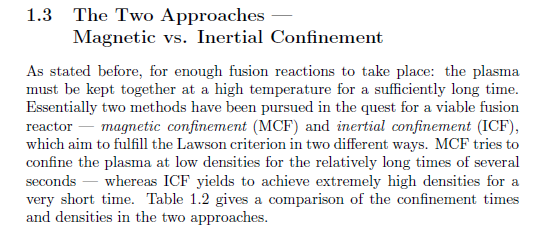 1.3 The Two Approaches —
Magnetic vs. Inertial Confinement
As stated before, for enough fusion reactions to take place: the plasma
must be kept together at a high temperature for a sufficiently long time.
Essentially two methods have been pursued in the quest for a viable fusion
reactor — magnetic confinement (MCF) and inertial confinement (ICF),
which aim to fulfill the Lawson criterion in two different ways. MCF tries to
confine the plasma at low densities for the relatively long times of several
seconds — whereas ICF yields to achieve extremely high densities for a
very short time. Table 1.2 gives a comparison of the confinement times
and densities in the two approaches.